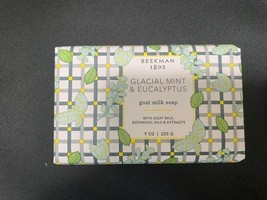 BEEKMAN
1802
GLACIAL MINT
& EUCALYPTUS
goat milk soap
WITH GOAT MILK,
BOTANICAL OILS & EXTRACTS
9 OZ | 255 G